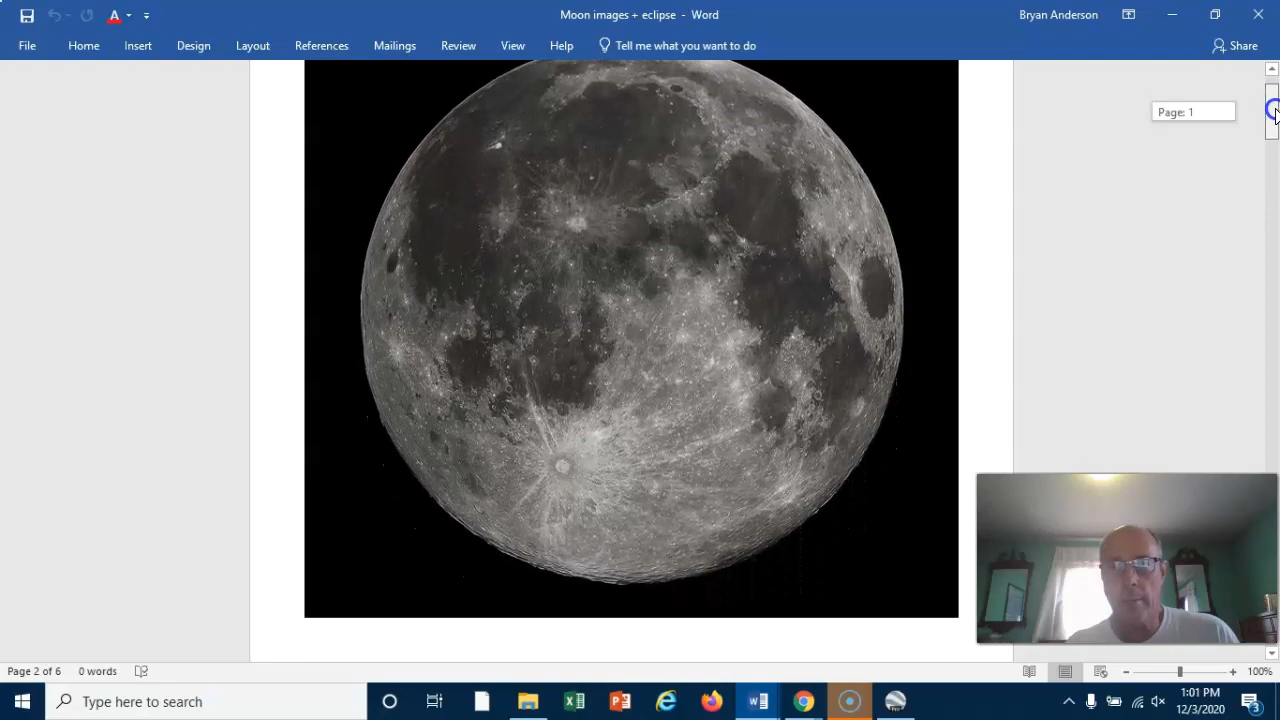 Moon images + eclipse - Word
Bryan Anderson
File Home Insert Design Layout References Mailings Review View Help Tell me what you want to do
Share
Page: 1
Page 2 of 6 0 words
100%
Type here to search
1:01 PM
12/3/2020
3